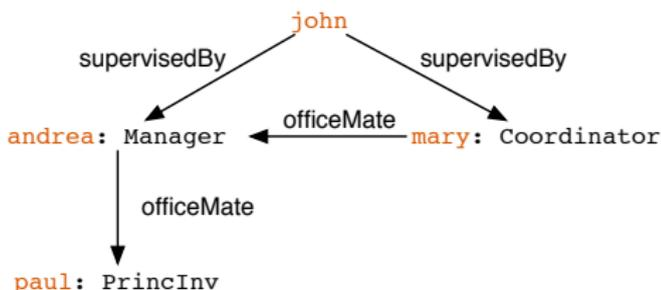 john
supervisedBy
supervisedBy
officeMate
andrea: Manager
mary: Coordinator
officeMate
paul: PrincInv